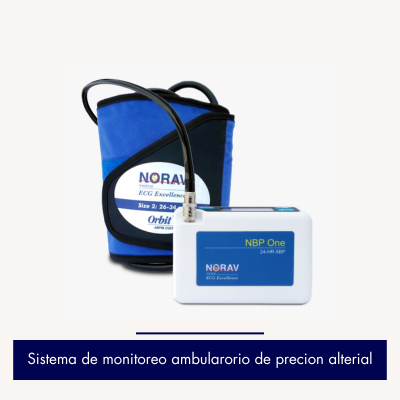 NORAV
ECG Excellence
Size 2: 26-34
Orbit
NBP One
24-HR ABP
NORAV
ECG Excellence
Sistema de monitoreo ambularorio de precion alterial